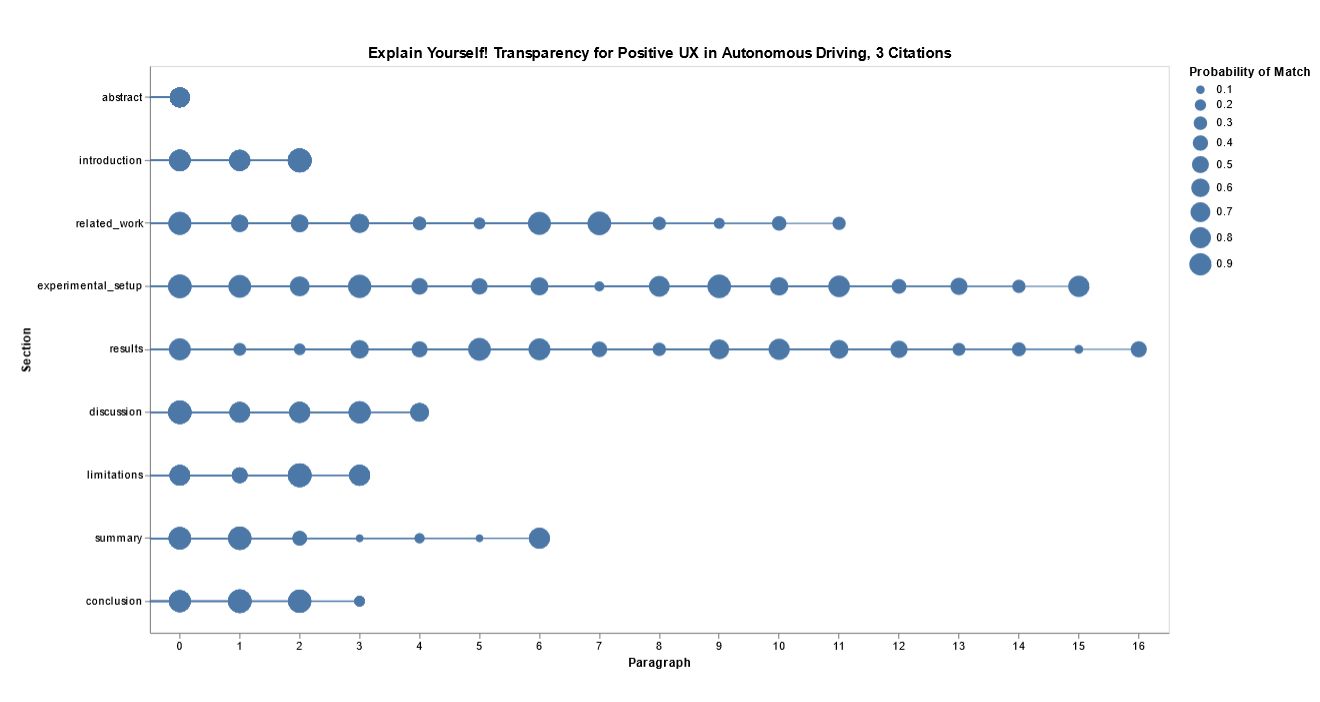 Explain Yourself! Transparency for Positive UX in Autonomous Driving, 3 Citations
Probability of Match
0.1
0.2
0.3
0.4
0.5
0.6
0.7
0.8
0.9
Section
abstract
introduction
related_work
experimental_setup
results
discussion
limitations
summary
conclusion
0 1 2 3 4 5 6 7 8 9 10 11 12 13 14 15 16
Paragraph